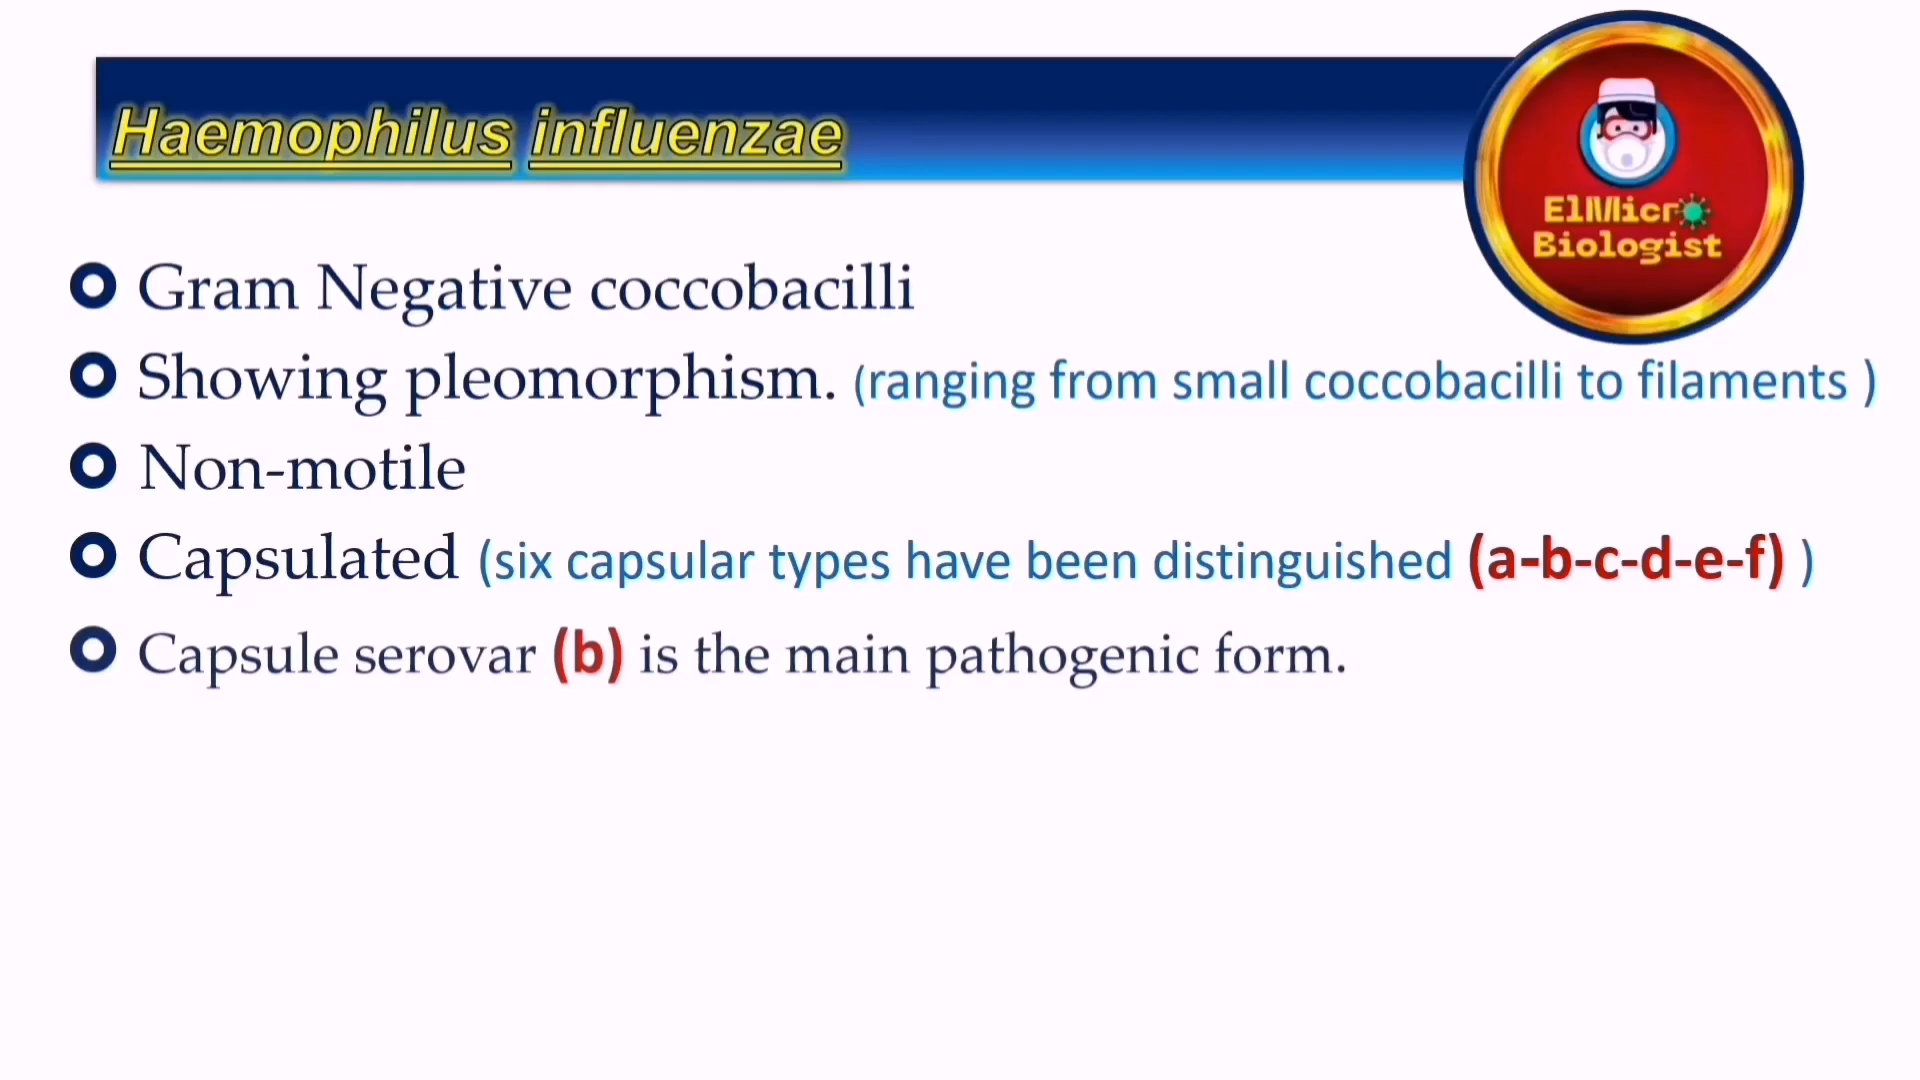 Haemophilus influenzae
ElMicro
Biologist
Gram Negative coccobacilli
Showing pleomorphism. (ranging from small coccobacilli to filaments )
Non-motile
Capsulated (six capsular types have been distinguished (a-b-c-d-e-f) )
Capsule serovar (b) is the main pathogenic form.